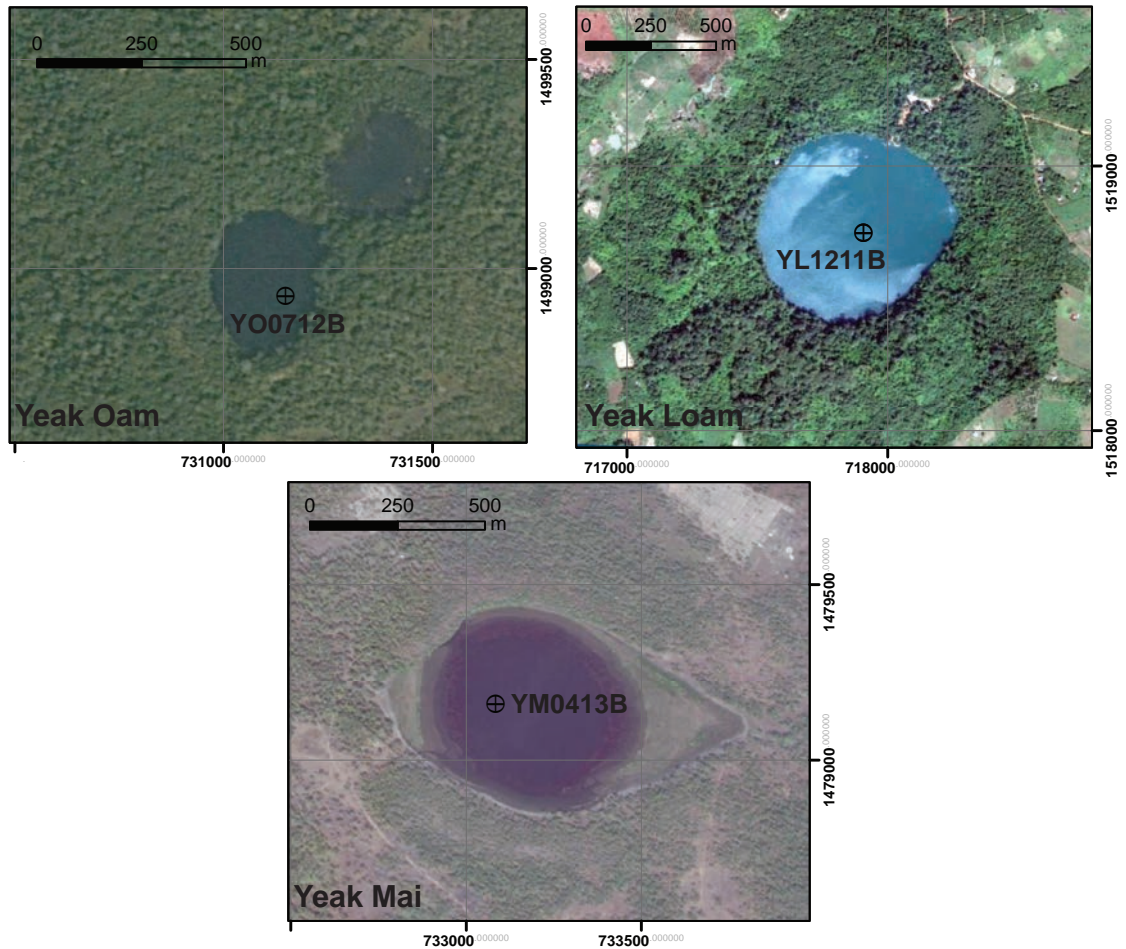 0 250 500
m
1499500.000000
1499000.000000
YO0712B
Yeak Oam
731000.000000 731500.000000
0 250 500
m
1519000.000000
YL1211B
Yeak Loam
1518000.000000
717000.000000 718000.000000
0 250 500
m
1479500.000000
YM0413B
1479000.000000
Yeak Mai
733000.000000 733500.000000